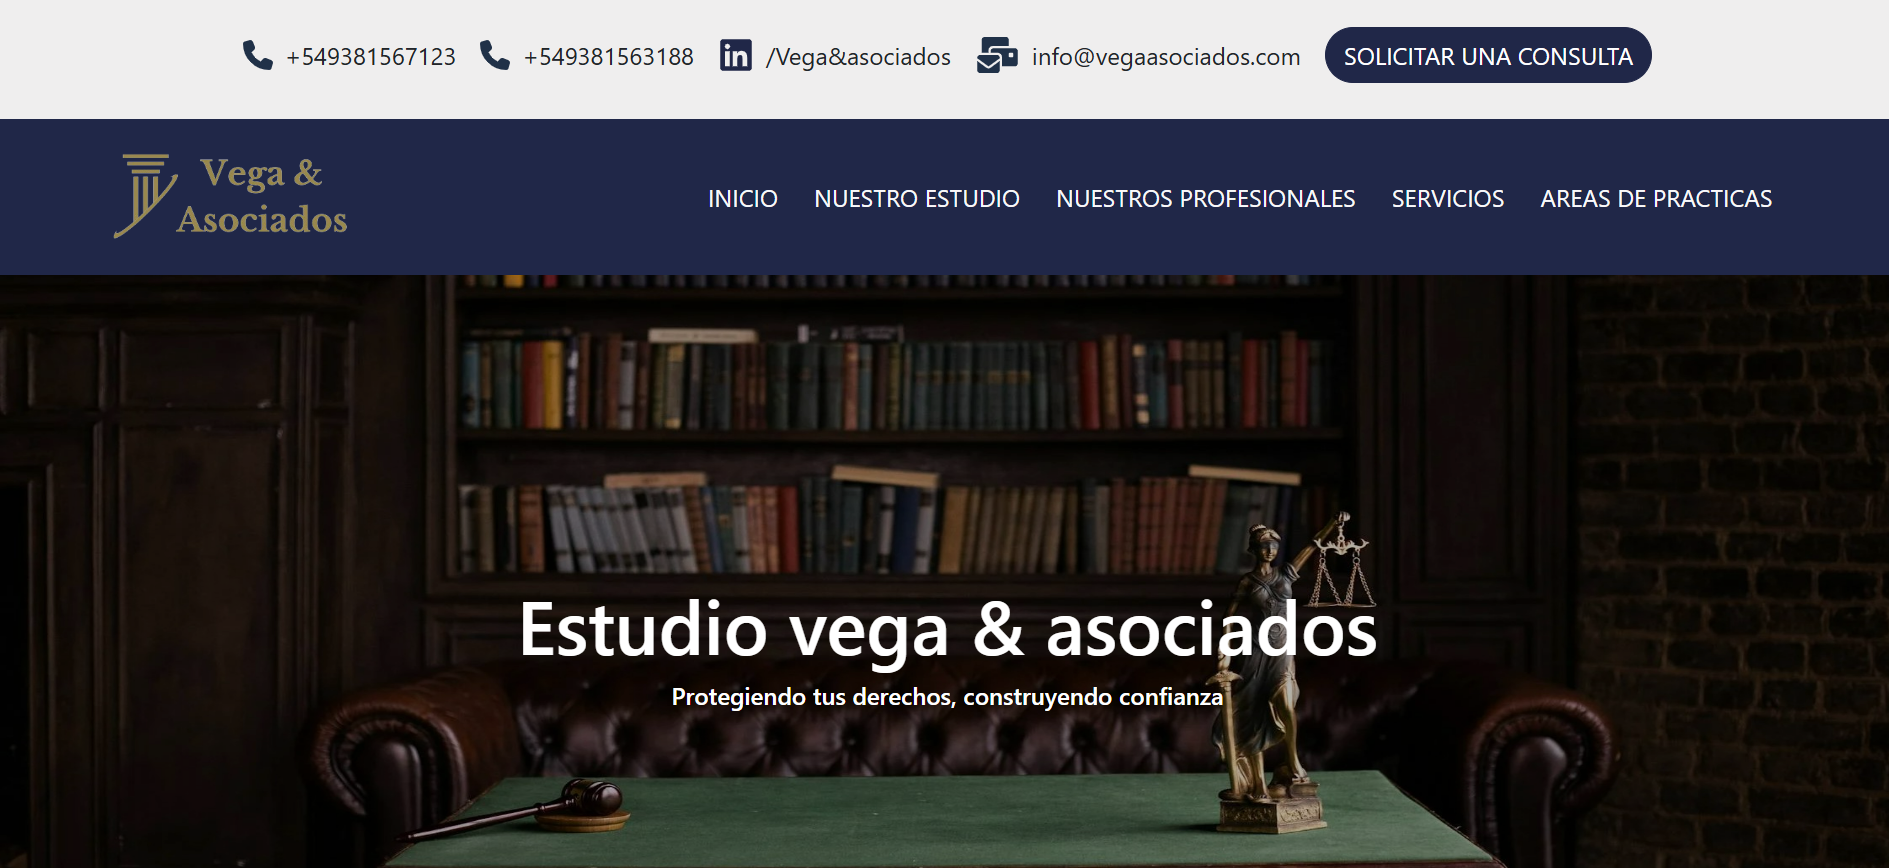 +549381567123 +549381563188 /Vega&asociados info@vegaasociados.com SOLICITAR UNA CONSULTA
Vega &
Asociados
INICIO NUESTRO ESTUDIO NUESTROS PROFESIONALES SERVICIOS AREAS DE PRACTICAS
Estudio vega & asociados
Protegiendo tus derechos, construyendo confianza